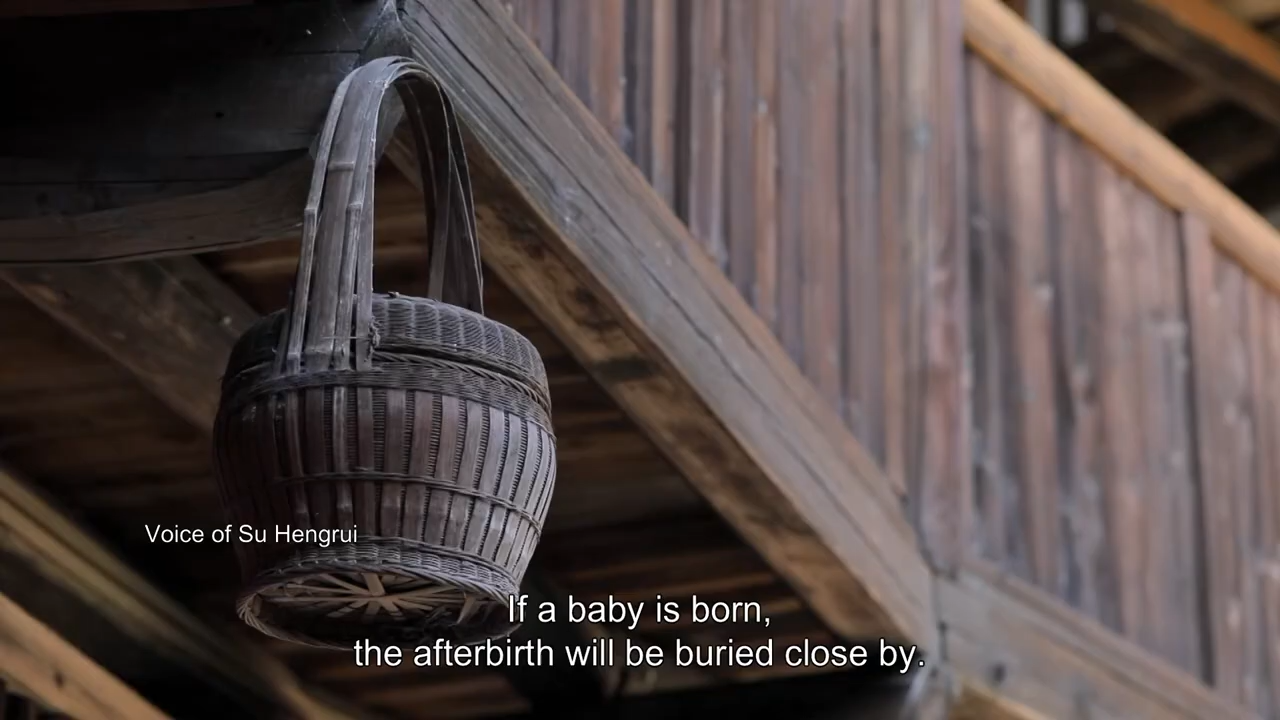 Voice of Su Hengrui
If a baby is born,
the afterbirth will be buried close by.